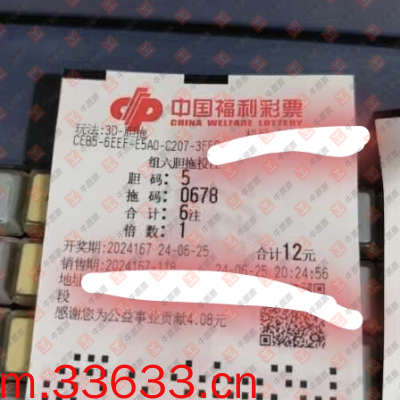 中国福利彩票
CHINA WELFARE LOTTERY
玩法:3D-胆拖
CEB5-6EEF-E5A0-C207-3FF
组六胆拖投注
胆 码: 5
拖 码: 0678
合 计: 6注
倍 数: 1
开奖期:2024167 24-06-25 合计12元
销售期:2024167-118 24-06-25 20:24:56
地址
段
感谢您为公益事业贡献4.08元
m.33633.cn